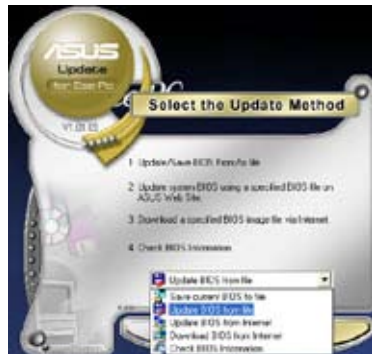 ASUS
Update
for Eee Pc
Select the Update Method
1 Update/Save BIOS from/to file
2 Update system BIOS using a specified BIOS file on
ASUS Web Site.
3 Download a specified BIOS image file via Internet.
4 Check BIOS Information
Update BIOS from file
Save current BIOS to file
Update BIOS from file
Update BIOS from Internet
Download BIOS from Internet
Check BIOS Information